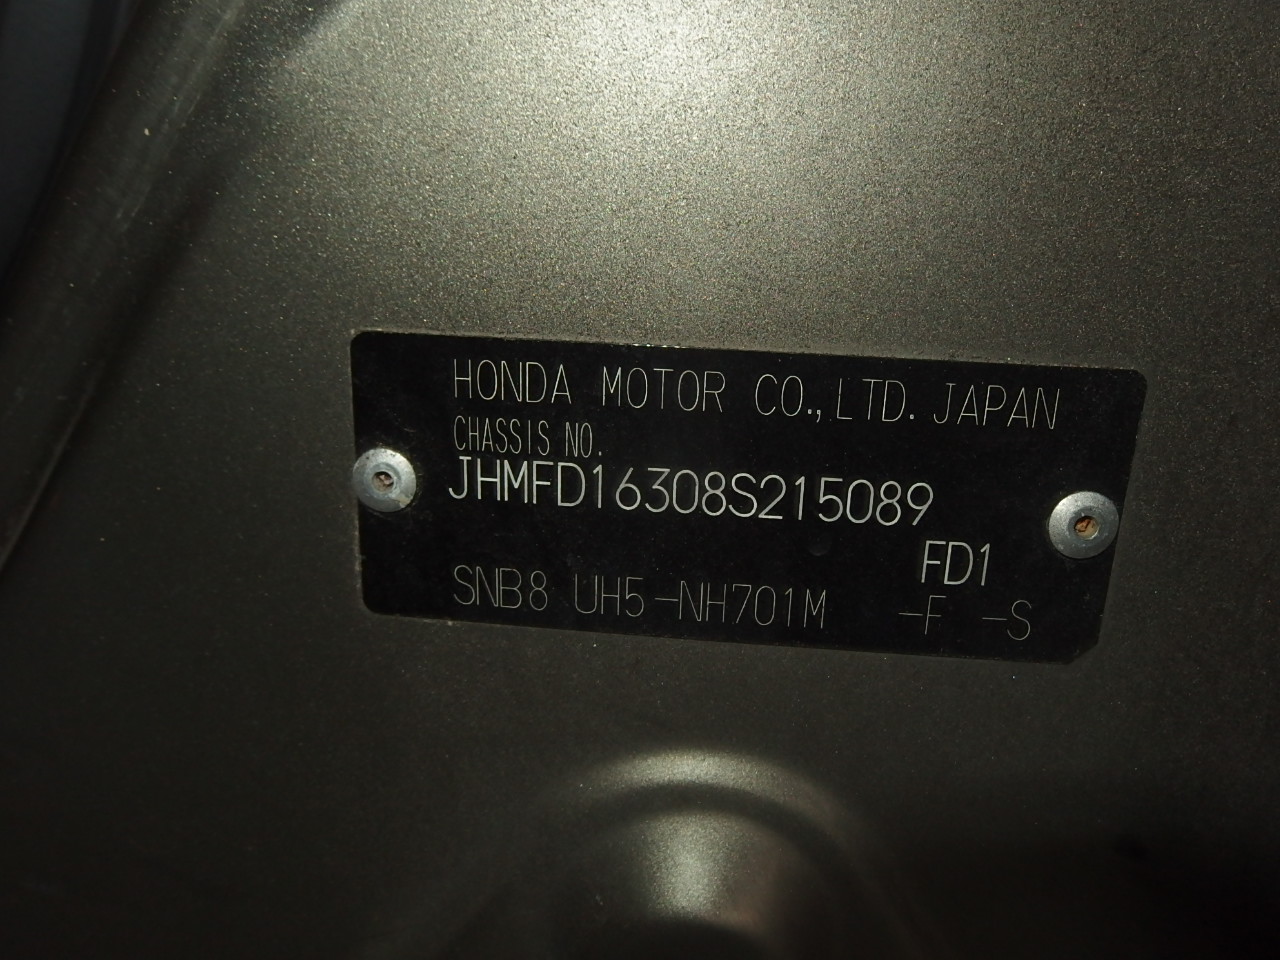 HONDA MOTOR CO., LTD. JAPAN
CHASSIS NO.
JHMFD16308S215089
FD1
SNB8 UH5-NH701M -F -S